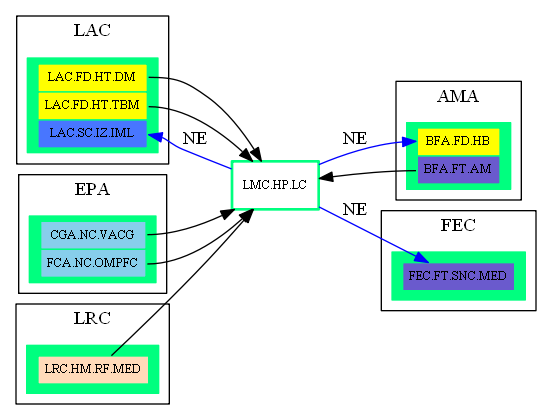 LAC
LAC.FD.HT.DM
LAC.FD.HT.TBM
LAC.SC.IZ.IML
NE
EPA
CGA.NC.VACG
FCA.NC.OMPFC
LRC
LRC.HM.RF.MED
LMC.HP.LC
NE
AMA
BFA.FD.HB
BFA.FT.AM
NE
FEC
FEC.FT.SNC.MED